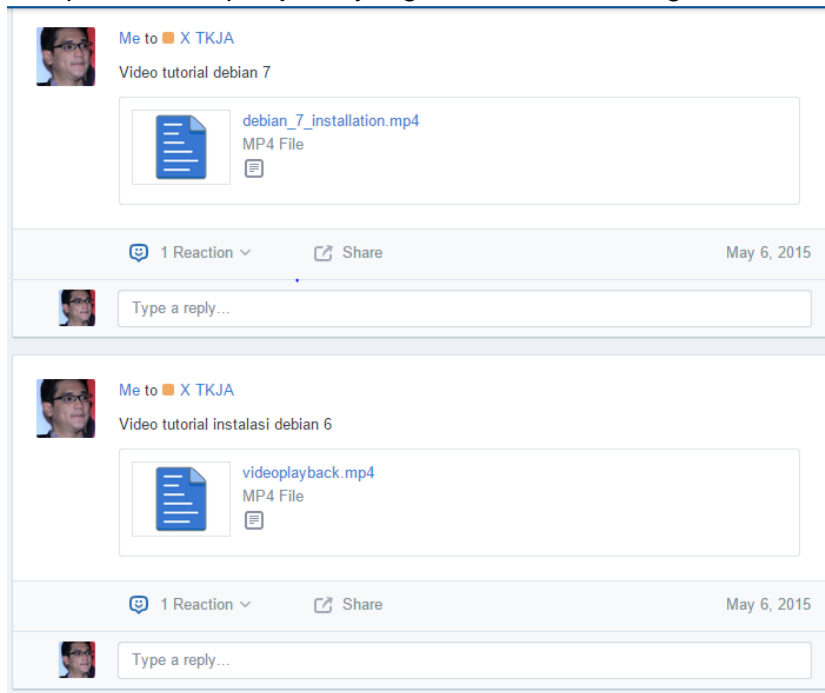 Me to X TKJA
Video tutorial debian 7
debian_7_installation.mp4
MP4 File
1 Reaction Share May 6, 2015
Type a reply...
Me to X TKJA
Video tutorial instalasi debian 6
videoplayback.mp4
MP4 File
1 Reaction Share May 6, 2015
Type a reply...